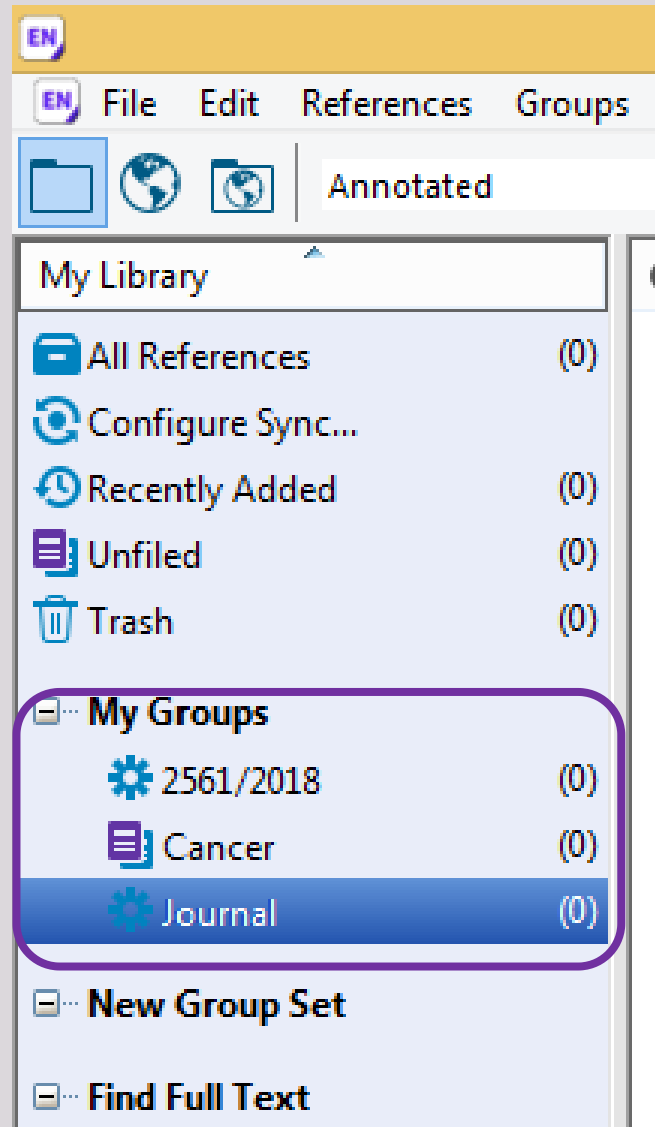 EN
EN File Edit References Groups
Annotated
My Library
All References (0)
Configure Sync...
Recently Added (0)
Unfiled (0)
Trash (0)
My Groups
2561/2018 (0)
Cancer (0)
Journal (0)
New Group Set
Find Full Text